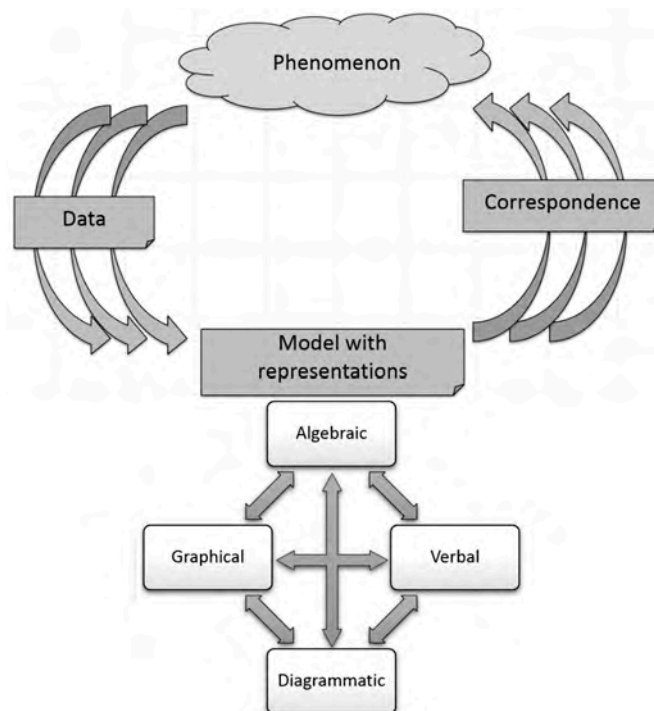 Phenomenon
Data
Correspondence
Model with
representations
Algebraic
Graphical
Verbal
Diagrammatic